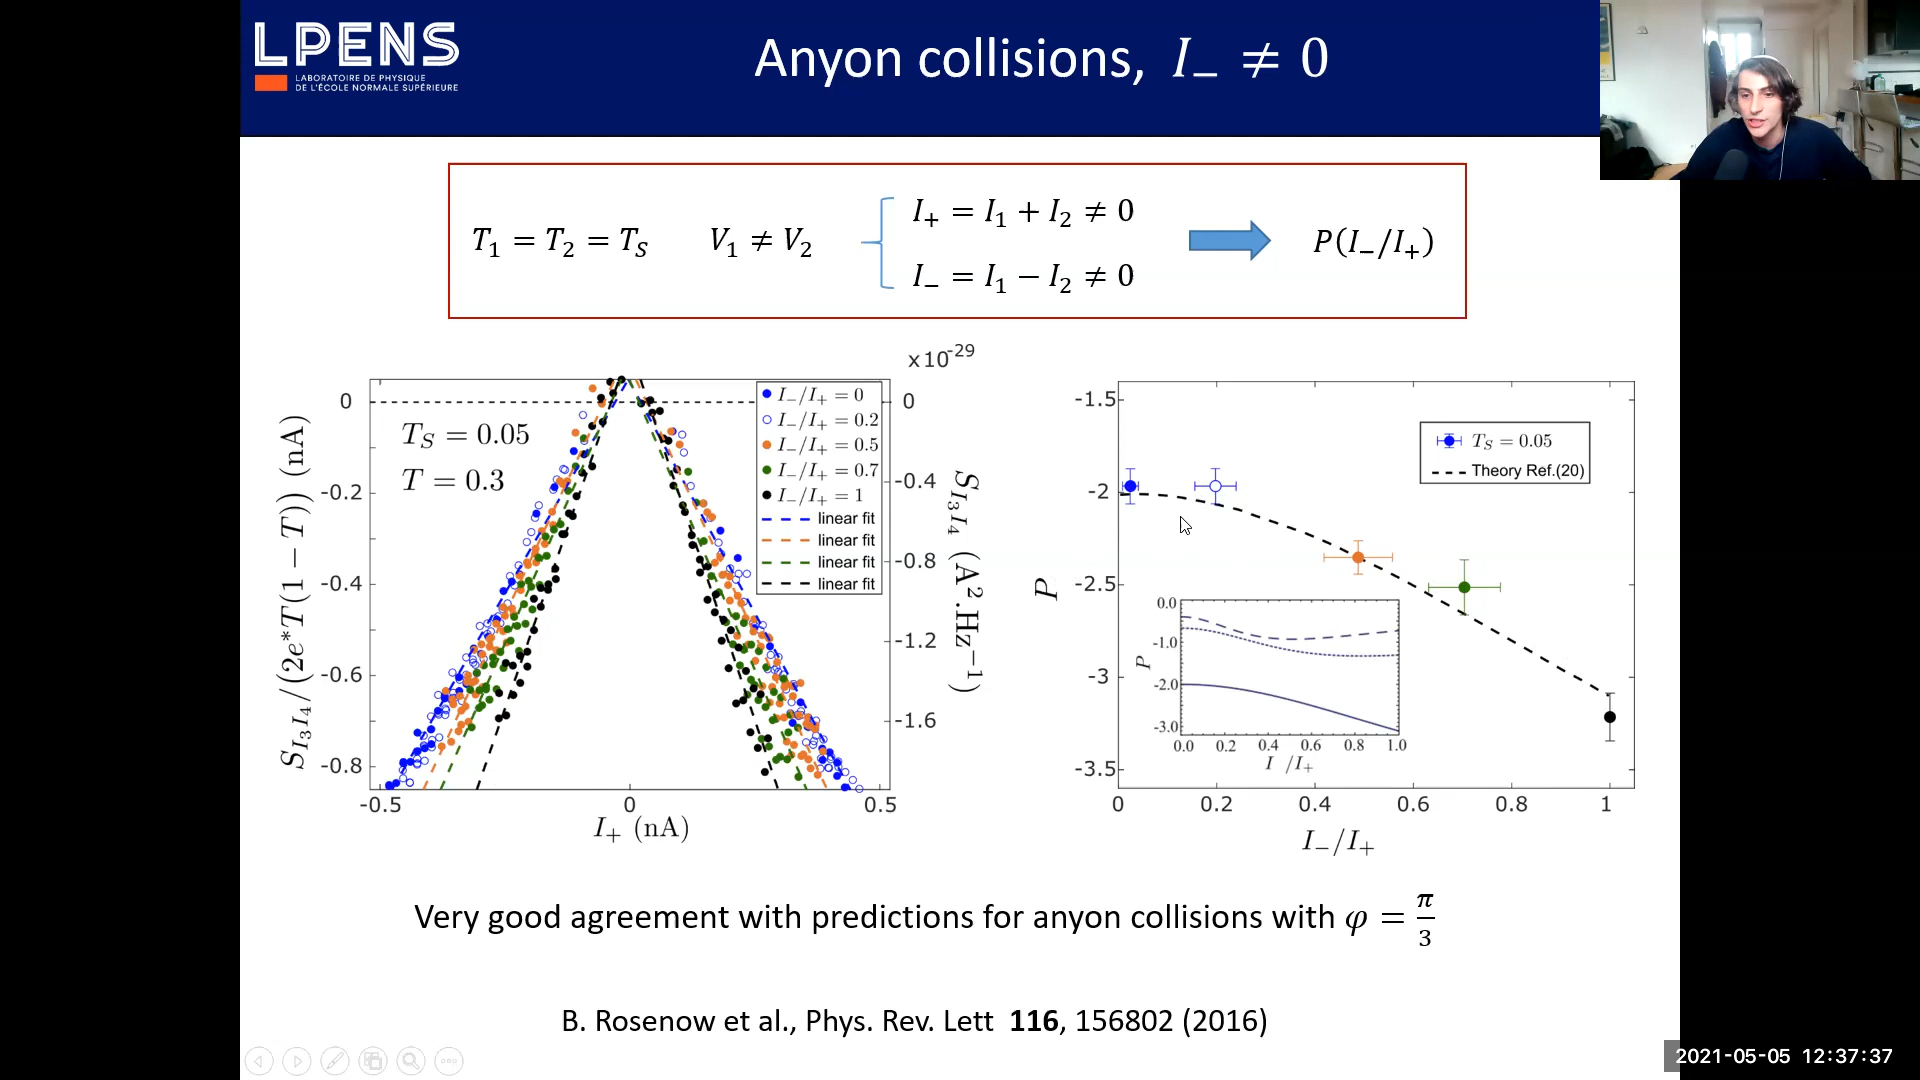 LPENS
LABORATOIRE DE PHYSIQUE
DE L'ÉCOLE NORMALE SUPÉRIEURE
Anyon collisions, I₋ ≠ 0
T₁ = T₂ = T_S
V₁ ≠ V₂
I₊ = I₁ + I₂ ≠ 0
I₋ = I₁ − I₂ ≠ 0
P(I₋/I₊)
x10^-29
0
-0.2
-0.4
-0.6
-0.8
S_{I₃I₄}/(2e*T(1 − T)) (nA)
T_S = 0.05
T = 0.3
I₋/I₊ = 0
I₋/I₊ = 0.2
I₋/I₊ = 0.5
I₋/I₊ = 0.7
I₋/I₊ = 1
linear fit
linear fit
linear fit
linear fit
0
-0.4
-0.8
-1.2
-1.6
S_{I₃I₄} (A².Hz⁻¹)
-0.5 0 0.5
I₊ (nA)
-1.5
-2
-2.5
-3
-3.5
P
T_S = 0.05
Theory Ref.(20)
0.0
-1.0
-2.0
-3.0
P
0.0 0.2 0.4 0.6 0.8 1.0
I /I₊
0 0.2 0.4 0.6 0.8 1
I₋/I₊
Very good agreement with predictions for anyon collisions with φ = π/3
B. Rosenow et al., Phys. Rev. Lett 116, 156802 (2016)
2021-05-05 12:37:37